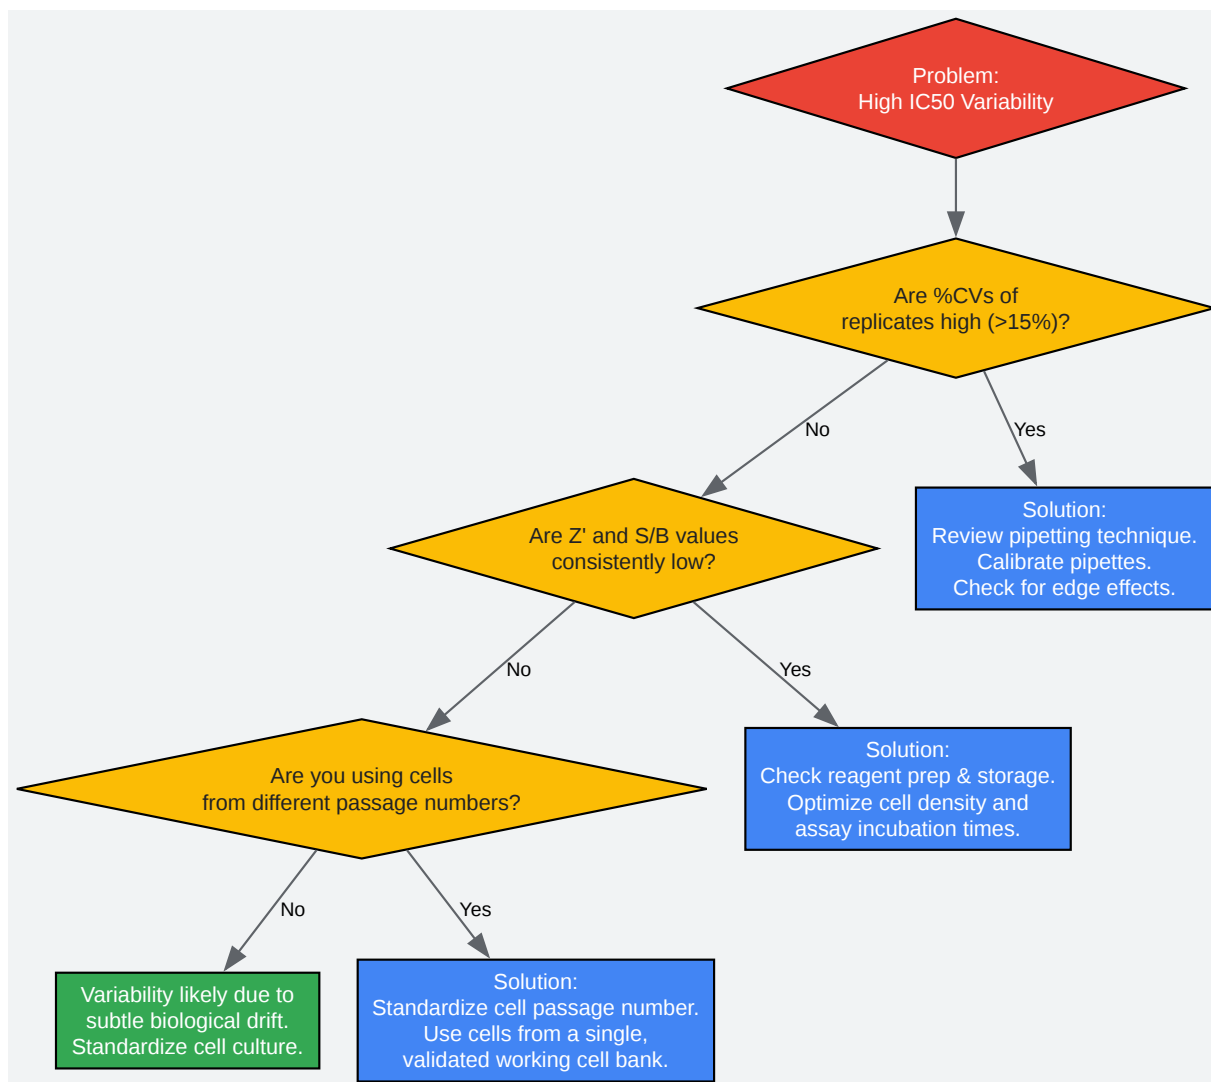 Problem:
High IC50 Variability
Are %CVs of
replicates high (>15%)?
No
Yes
Are Z' and S/B values
consistently low?
Solution:
Review pipetting technique.
Calibrate pipettes.
Check for edge effects.
No
Yes
Are you using cells
from different passage numbers?
Solution:
Check reagent prep & storage.
Optimize cell density and
assay incubation times.
No
Yes
Variability likely due to
subtle biological drift.
Standardize cell culture.
Solution:
Standardize cell passage number.
Use cells from a single,
validated working cell bank.